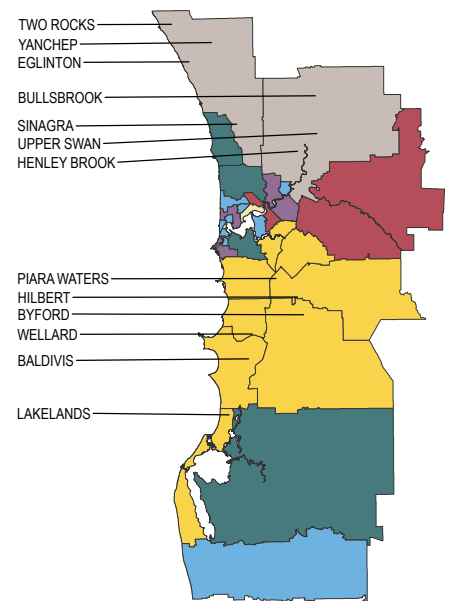 TWO ROCKS
YANCHEP
EGLINTON
BULLSBROOK
SINAGRA
UPPER SWAN
HENLEY BROOK
PIARA WATERS
HILBERT
BYFORD
WELLARD
BALDIVIS
LAKELANDS